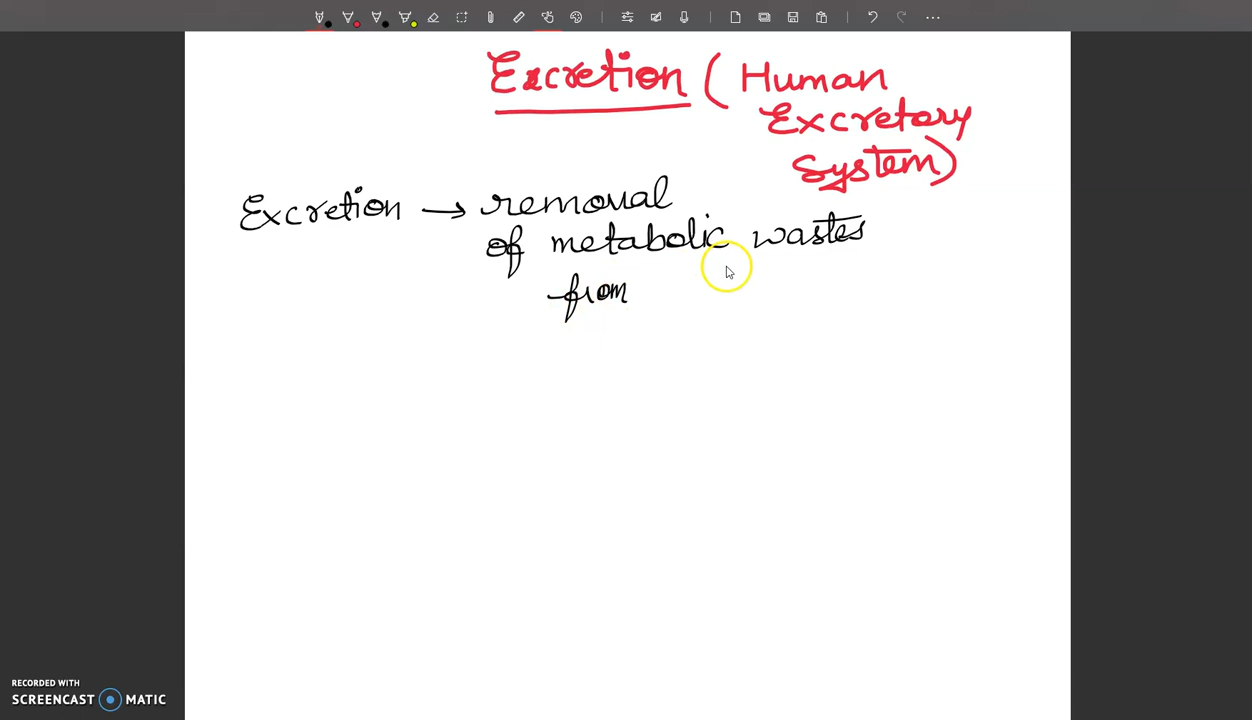 Excretion ( Human
Excretory
System)
Excretion → removal
of metabolic wastes
from
RECORDED WITH
SCREENCAST MATIC